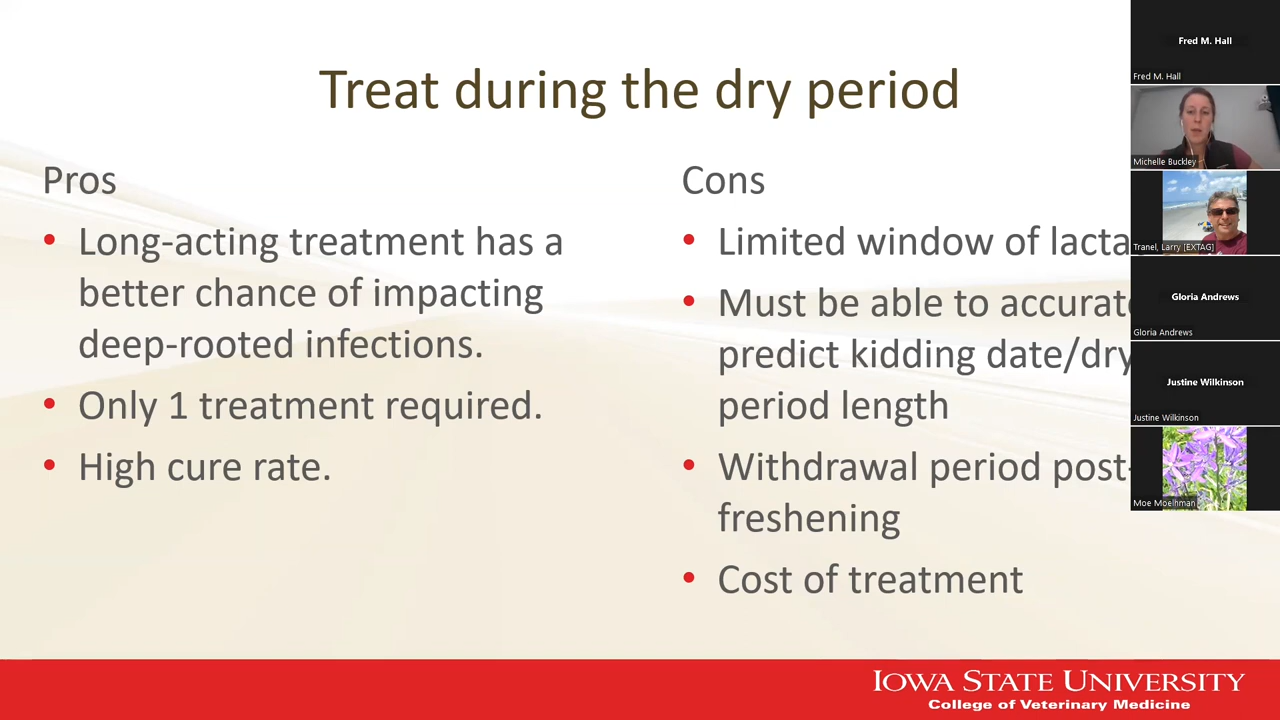 Treat during the dry period
Pros
• Long-acting treatment has a
better chance of impacting
deep-rooted infections.
• Only 1 treatment required.
• High cure rate.
Cons
• Limited window of
• Must be able to
predict kidding date/dry
period length
• Withdrawal period post-
freshening
• Cost of treatment
IOWA STATE UNIVERSITY
College of Veterinary Medicine
Fred M. Hall
Fred M. Hall
Michelle Buckley
Tranel, Larry [EXTAG]
Gloria Andrews
Gloria Andrews
Justine Wilkinson
Justine Wilkinson
Moe Moelhman